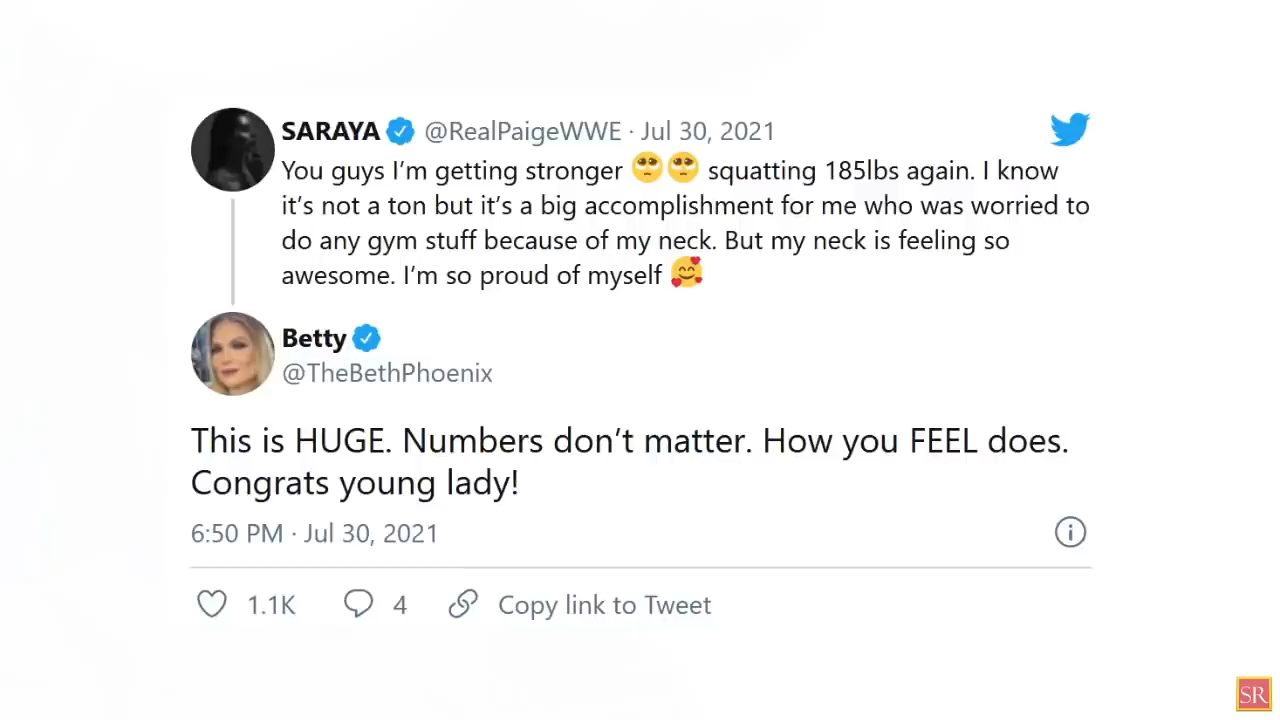 SARAYA @RealPaigeWWE · Jul 30, 2021
You guys I’m getting stronger 🥺🥺 squatting 185lbs again. I know
it’s not a ton but it’s a big accomplishment for me who was worried to
do any gym stuff because of my neck. But my neck is feeling so
awesome. I’m so proud of myself 🥰
Betty
@TheBethPhoenix
This is HUGE. Numbers don’t matter. How you FEEL does.
Congrats young lady!
6:50 PM · Jul 30, 2021
1.1K 4 Copy link to Tweet
SR